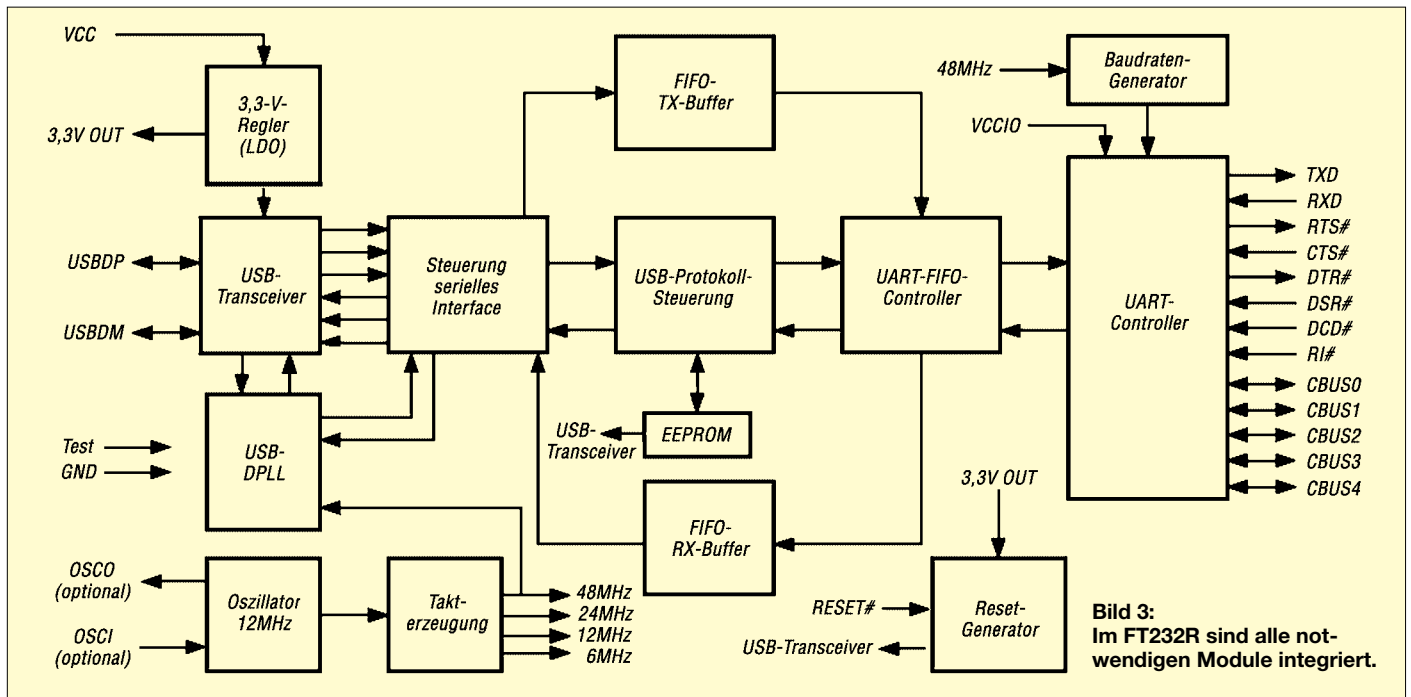 VCC
3,3-V-
Regler
(LDO)
3,3V OUT
FIFO-
TX-Buffer
48MHz
Baudraten-
Generator
VCCIO
USBDP
USBDM
USB-
Transceiver
Steuerung
serielles
Interface
USB-Protokoll-
Steuerung
UART-FIFO-
Controller
UART-
Controller
TXD
RXD
RTS#
CTS#
DTR#
DSR#
DCD#
RI#
CBUS0
CBUS1
CBUS2
CBUS3
CBUS4
Test
GND
USB-
DPLL
USB-
Transceiver
EEPROM
FIFO-
RX-Buffer
3,3V OUT
OSCO
(optional)
OSCI
(optional)
Oszillator
12MHz
Takt-
erzeugung
48MHz
24MHz
12MHz
6MHz
RESET#
USB-Transceiver
Reset-
Generator
Bild 3:
Im FT232R sind alle not-
wendigen Module integriert.